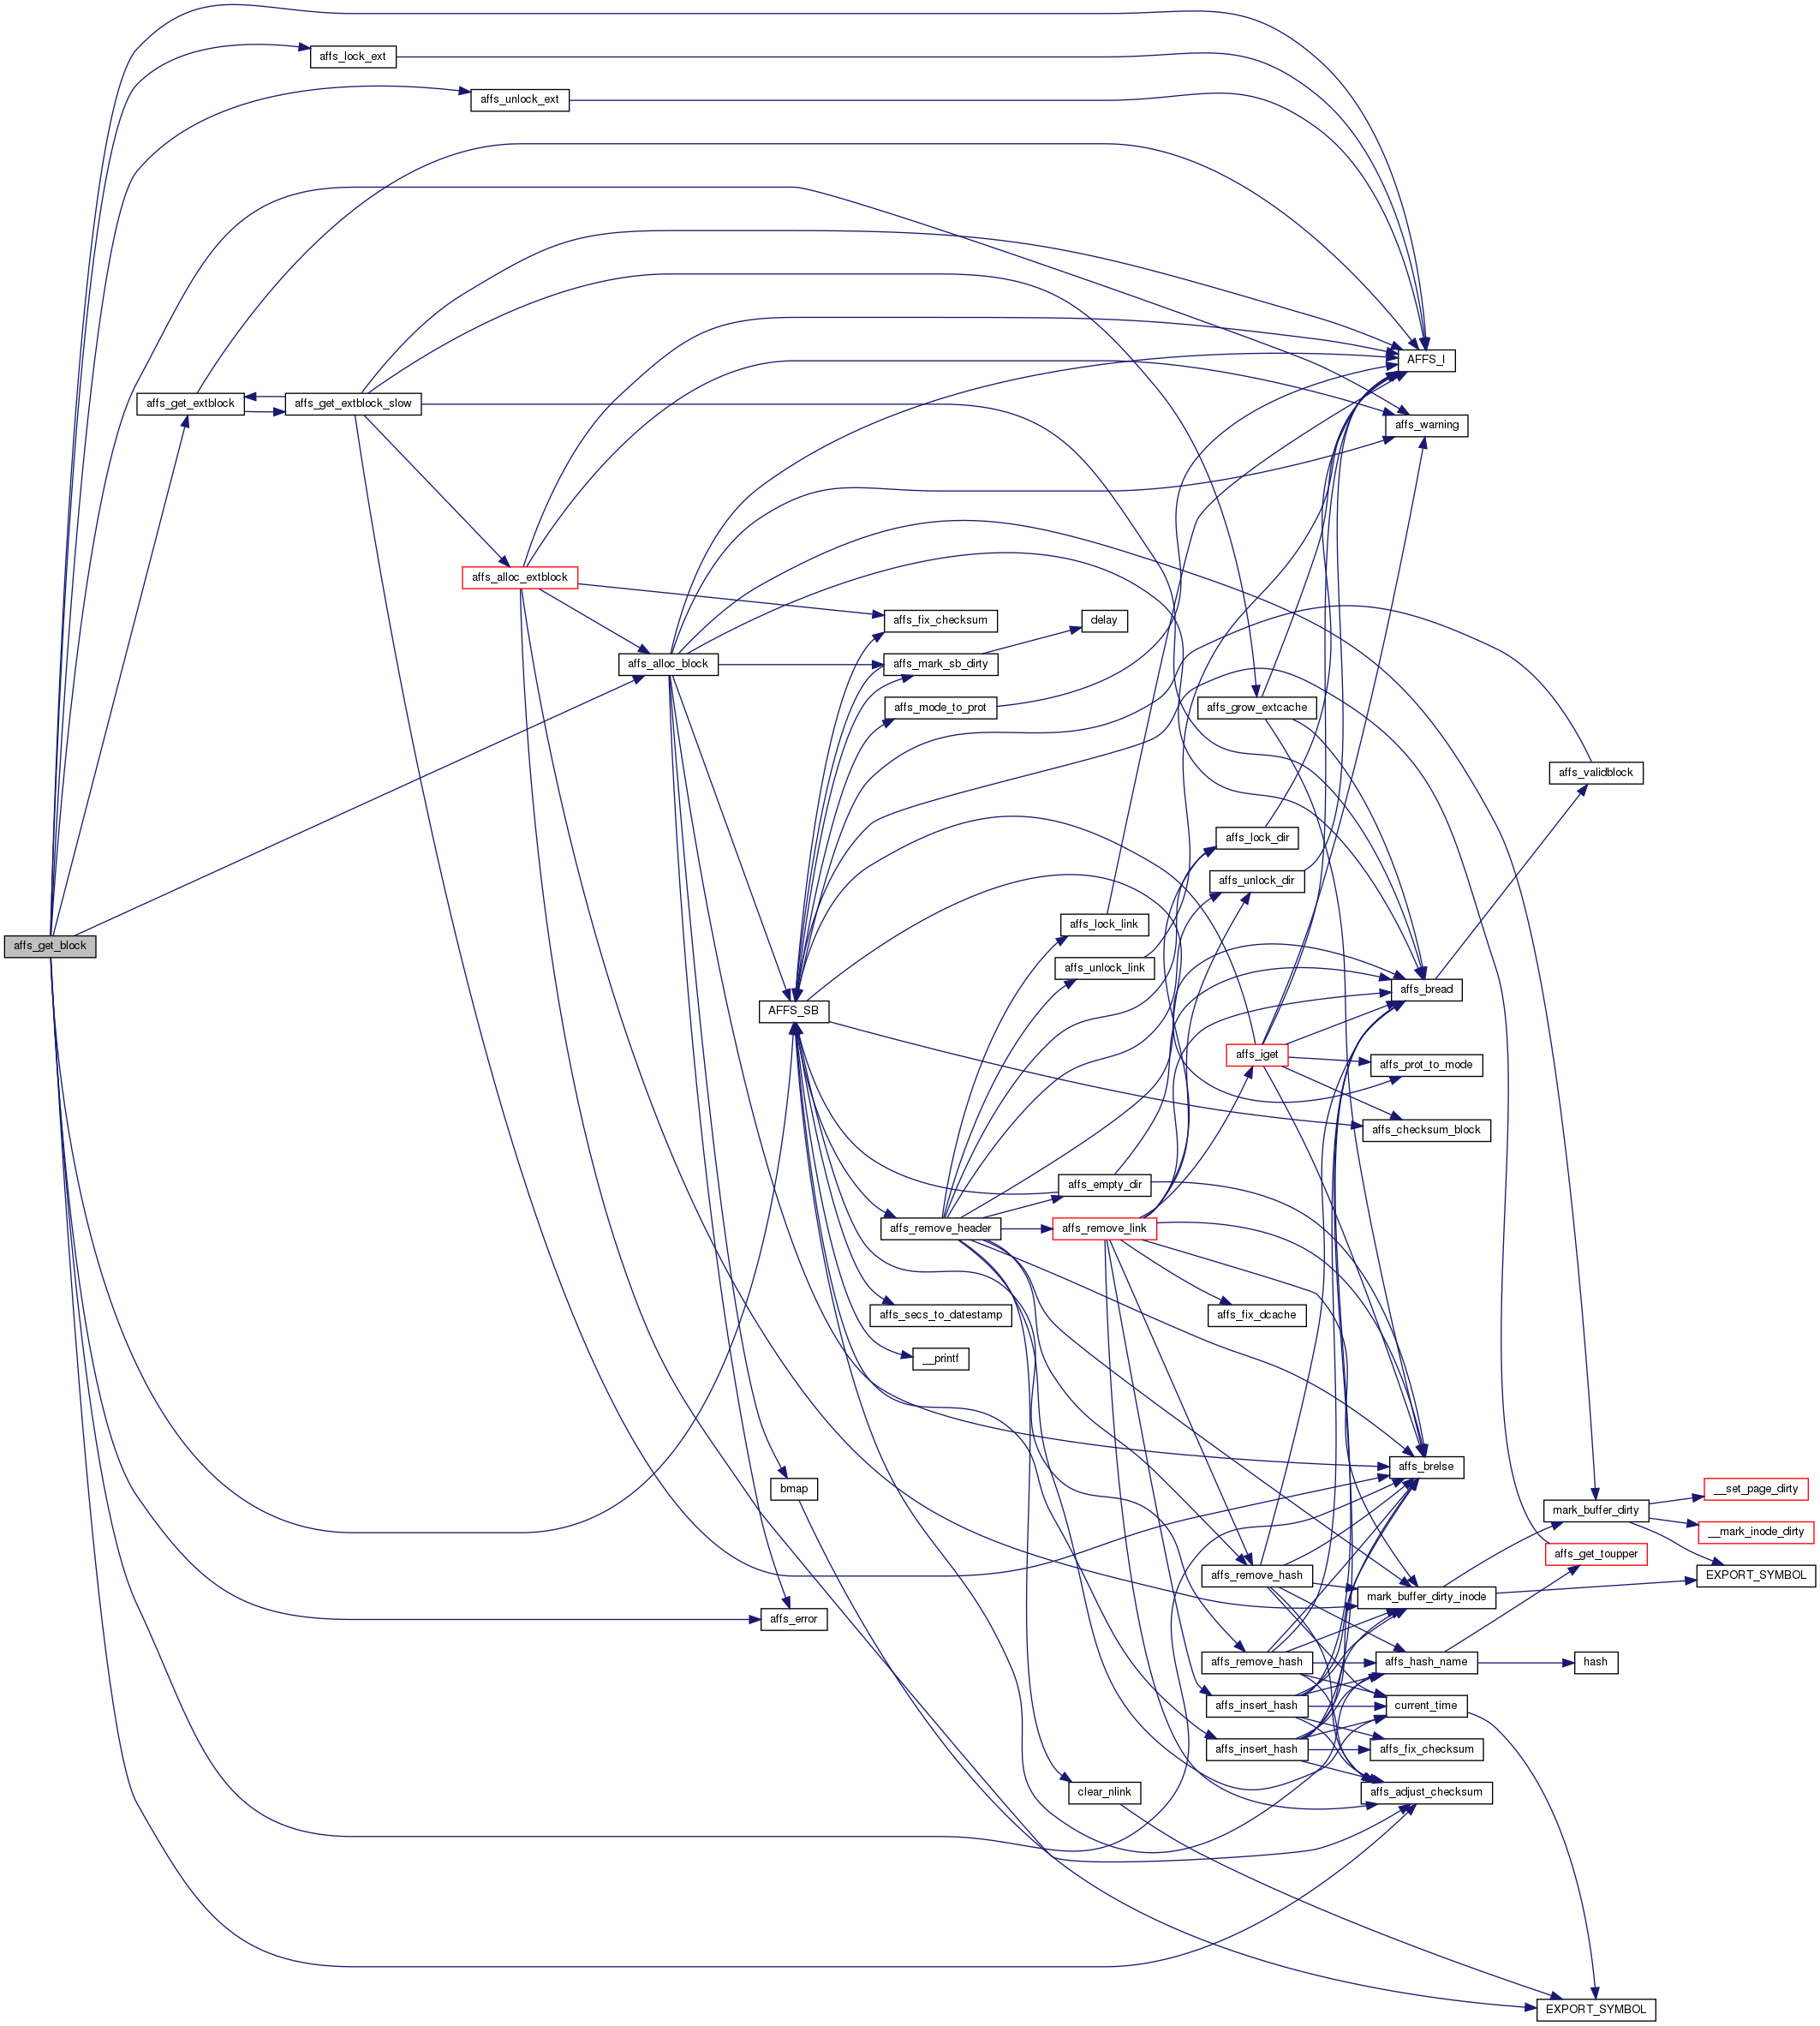 affs_lock_ext
affs_unlock_ext
AFFS_I
affs_get_extblock
affs_get_extblock_slow
affs_warning
affs_alloc_extblock
affs_fix_checksum
delay
affs_alloc_block
affs_mark_sb_dirty
affs_mode_to_prot
affs_grow_extcache
affs_validblock
affs_lock_dir
affs_unlock_dir
affs_lock_link
affs_get_block
affs_unlock_link
affs_bread
AFFS_SB
affs_iget
affs_prot_to_mode
affs_checksum_block
affs_empty_dir
affs_remove_header
affs_remove_link
affs_secs_to_datestamp
affs_fix_dcache
__printf
affs_brelse
bmap
__set_page_dirty
mark_buffer_dirty
__mark_inode_dirty
affs_get_toupper
affs_remove_hash
EXPORT_SYMBOL
mark_buffer_dirty_inode
affs_error
affs_remove_hash
affs_hash_name
hash
affs_insert_hash
current_time
affs_insert_hash
affs_fix_checksum
clear_nlink
affs_adjust_checksum
EXPORT_SYMBOL